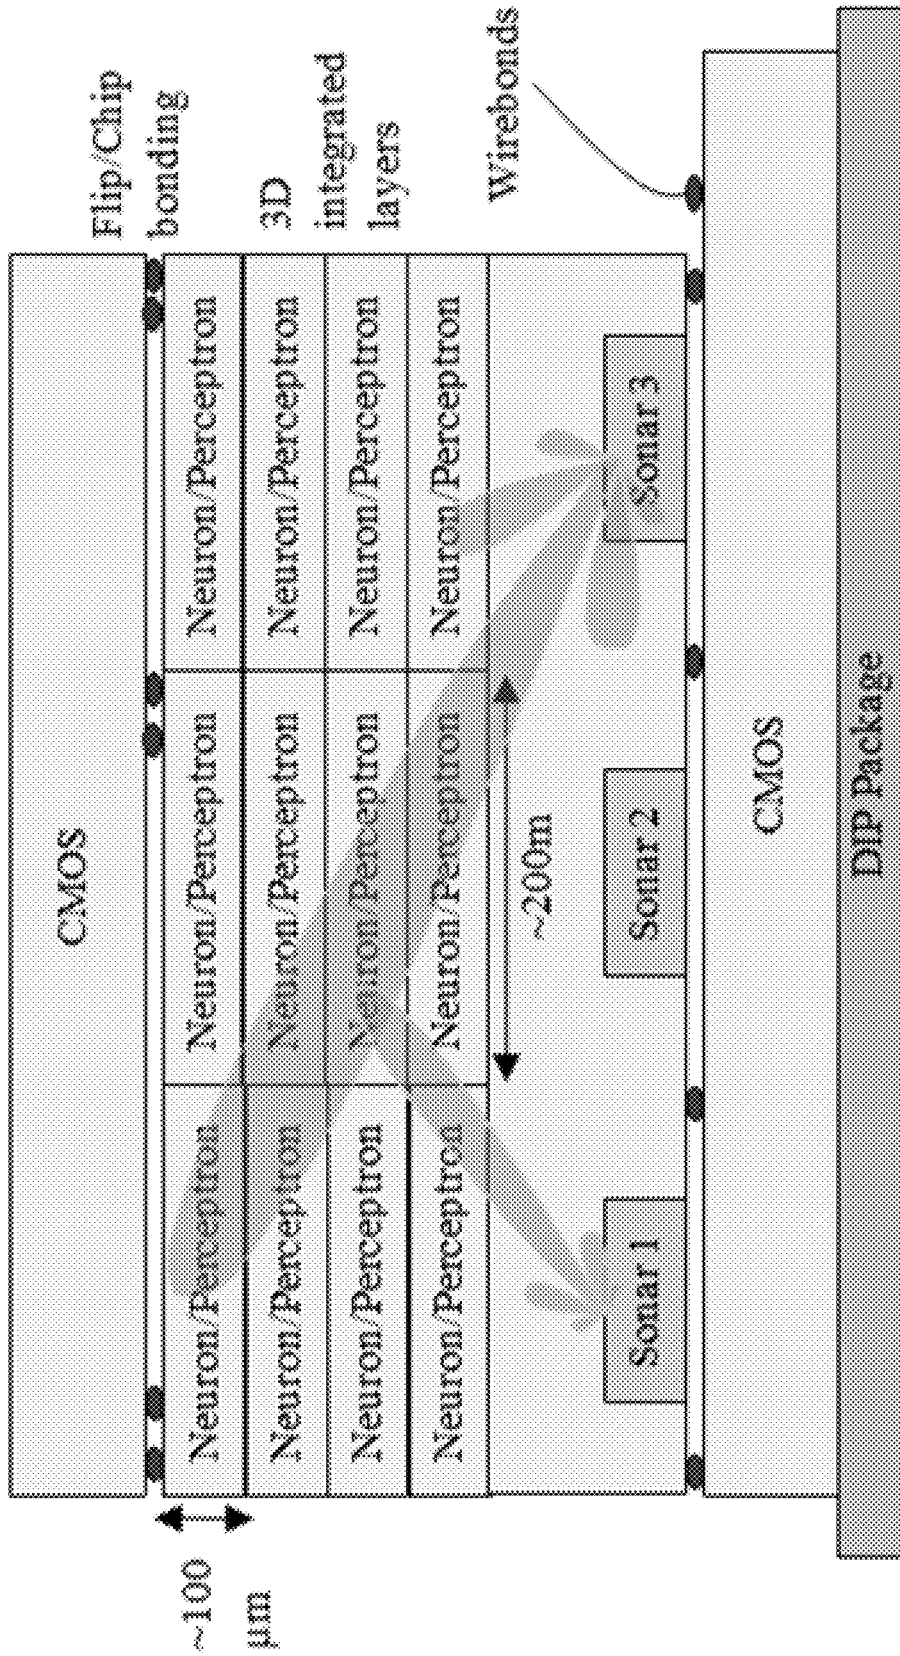 CMOS
Flip/Chip
bonding
~100
µm
Neuron/Perceptron
Neuron/Perceptron
Neuron/Perceptron
3D
integrated
layers
Neuron/Perceptron
Neuron/Perceptron
Neuron/Perceptron
Neuron/Perceptron
Neuron/Perceptron
Neuron/Perceptron
Neuron/Perceptron
Neuron/Perceptron
Neuron/Perceptron
~200m
Wirebonds
Sonar 1
Sonar 2
Sonar 3
CMOS
DIP Package